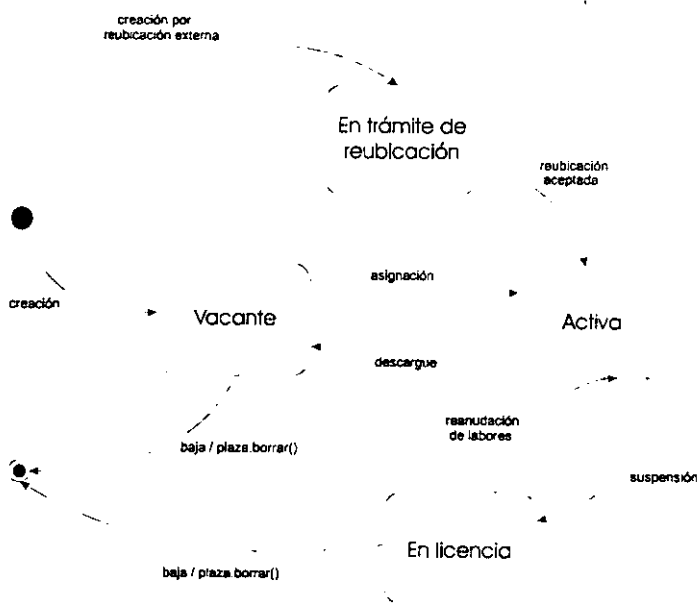 creación por
reubicación externa
En trámite de
reubicación
reubicación
aceptada
asignación
creación
Vacante
Activa
descargue
reanudación
de labores
baja / plaza.borrar()
suspensión
En licencia
baja / plaza.borrar()